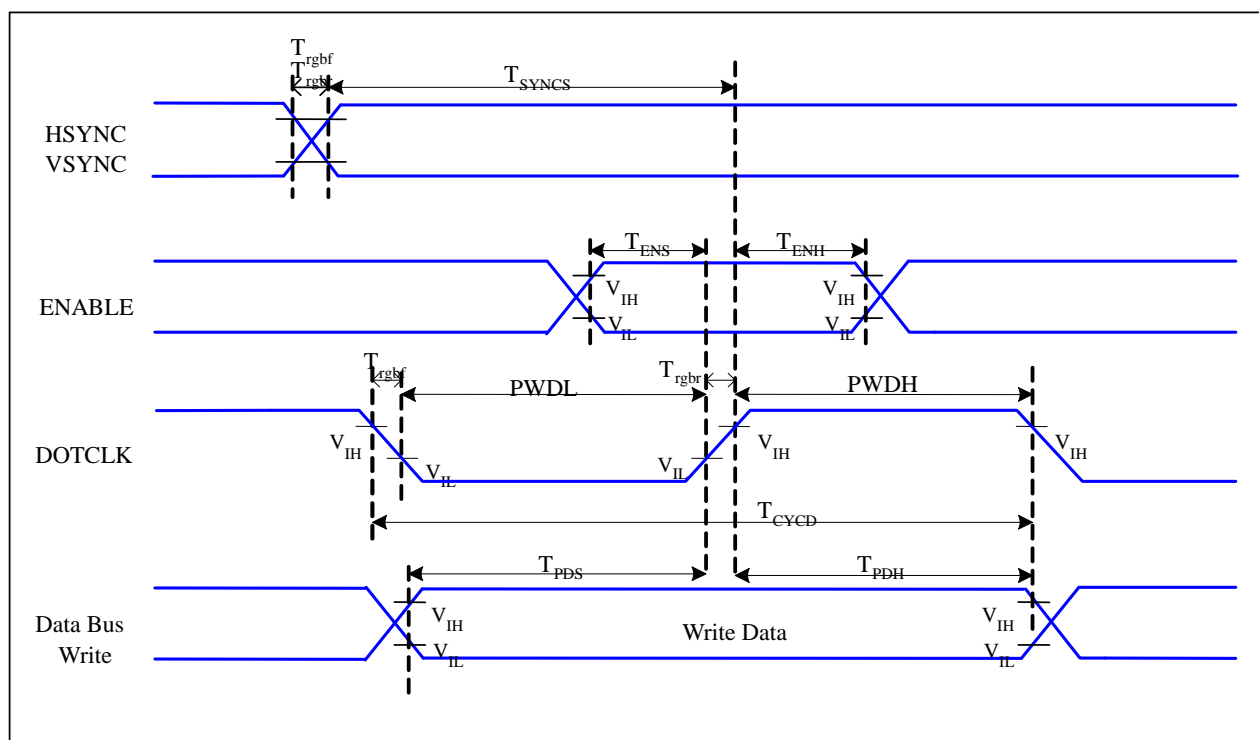 Trgbf
Trgbr
TSYNCS
HSYNC
VSYNC
TENS
TENH
VIH
VIH
ENABLE
VIL
VIL
Trgbf
Trgbr
PWDL
PWDH
VIH
VIH
VIH
DOTCLK
VIL
VIL
TCYCD
TPDS
TPDH
VIH
VIH
Data Bus
Write Data
Write
VIL
VIL